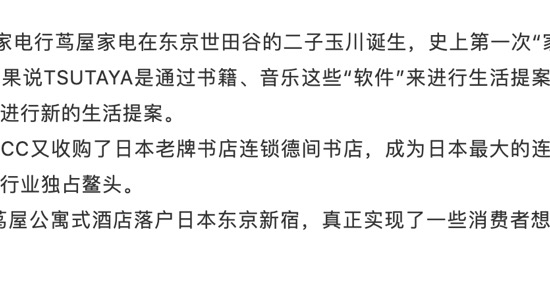 家电行茑屋家电在东京世田谷的二子玉川诞生，史上第一次“家
果说TSUTAYA是通过书籍、音乐这些“软件”来进行生活提案
进行新的生活提案。
CC又收购了日本老牌书店连锁德间书店，成为日本最大的连
行业独占鳌头。
茑屋公寓式酒店落户日本东京新宿，真正实现了一些消费者想